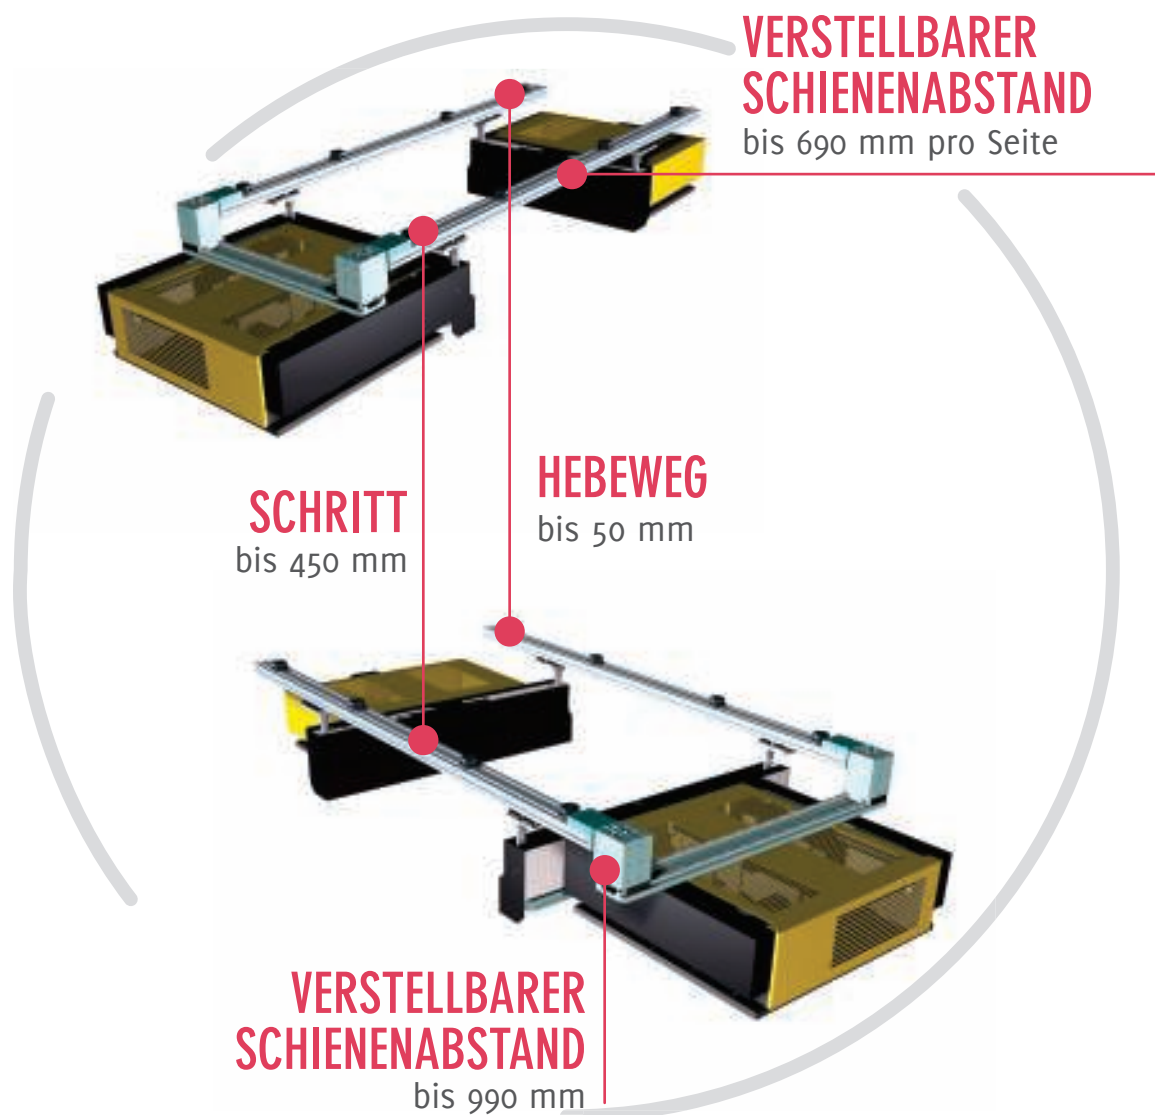 VERSTELLBARER
SCHIENENABSTAND
bis 690 mm pro Seite
HEBEWEG
bis 50 mm
SCHRITT
bis 450 mm
VERSTELLBARER
SCHIENENABSTAND
bis 990 mm